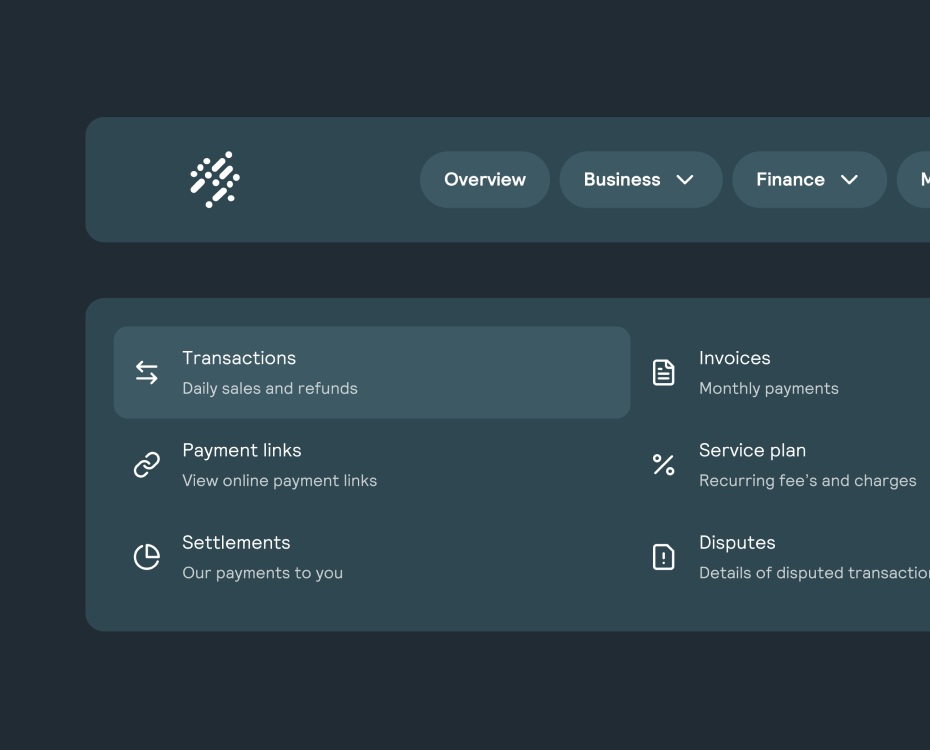 Overview
Business
Finance
Transactions
Daily sales and refunds
Invoices
Monthly payments
Payment links
View online payment links
Service plan
Recurring fee's and charges
Settlements
Our payments to you
Disputes
Details of disputed